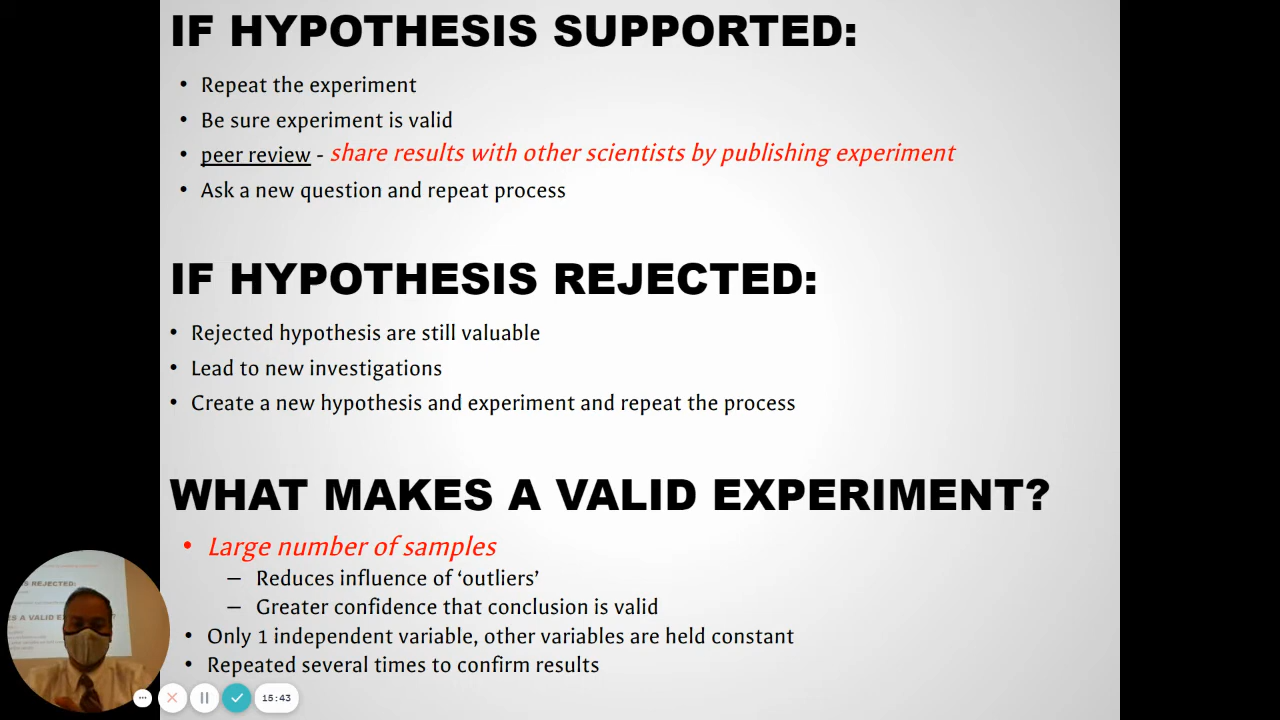 IF HYPOTHESIS SUPPORTED:
• Repeat the experiment
• Be sure experiment is valid
• peer review - share results with other scientists by publishing experiment
• Ask a new question and repeat process
IF HYPOTHESIS REJECTED:
• Rejected hypothesis are still valuable
• Lead to new investigations
• Create a new hypothesis and experiment and repeat the process
WHAT MAKES A VALID EXPERIMENT?
• Large number of samples
– Reduces influence of ‘outliers’
– Greater confidence that conclusion is valid
• Only 1 independent variable, other variables are held constant
• Repeated several times to confirm results
REJECTED:
15:43